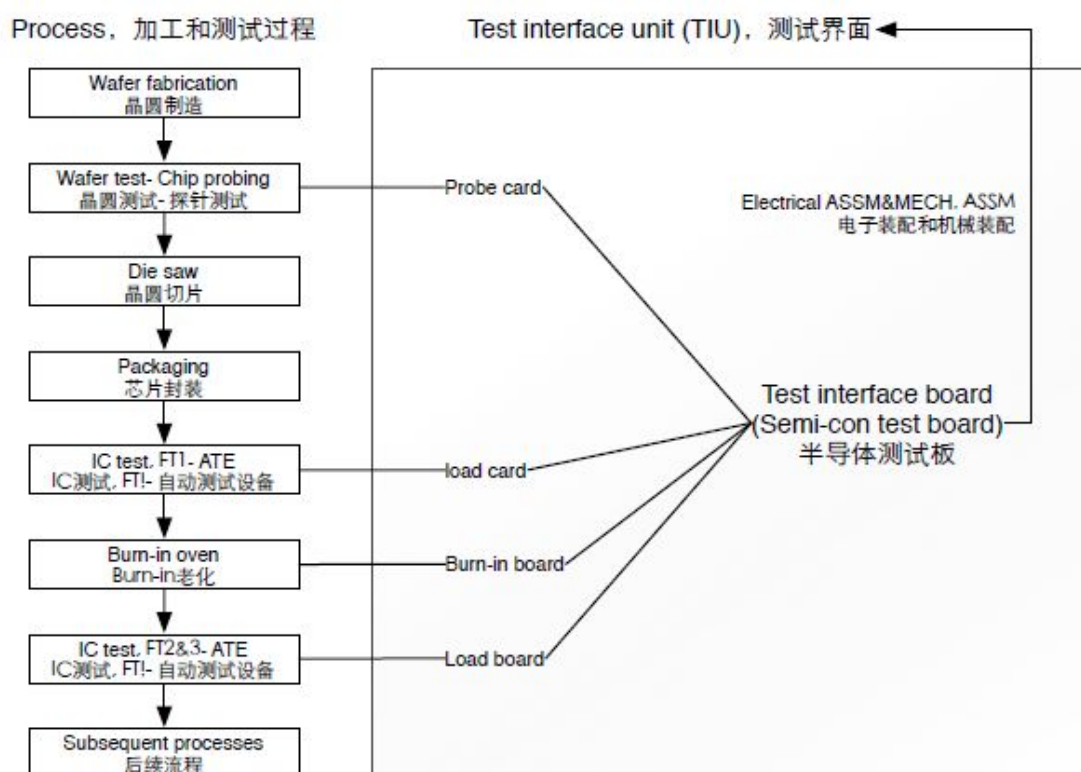 Process, 加工和测试过程
Test interface unit (TIU), 测试界面
Wafer fabrication
晶圆制造
Wafer test- Chip probing
晶圆测试- 探针测试
Probe card
Electrical ASSM&MECH. ASSM
电子装配和机械装配
Die saw
晶圆切片
Packaging
芯片封装
Test interface board
(Semi-con test board)
半导体测试板
IC test, FT1- ATE
IC测试, FT!- 自动测试设备
load card
Burn-in oven
Burn-in老化
Burn-in board
IC test, FT2&3- ATE
IC测试, FT!- 自动测试设备
Load board
Subsequent processes
后续流程